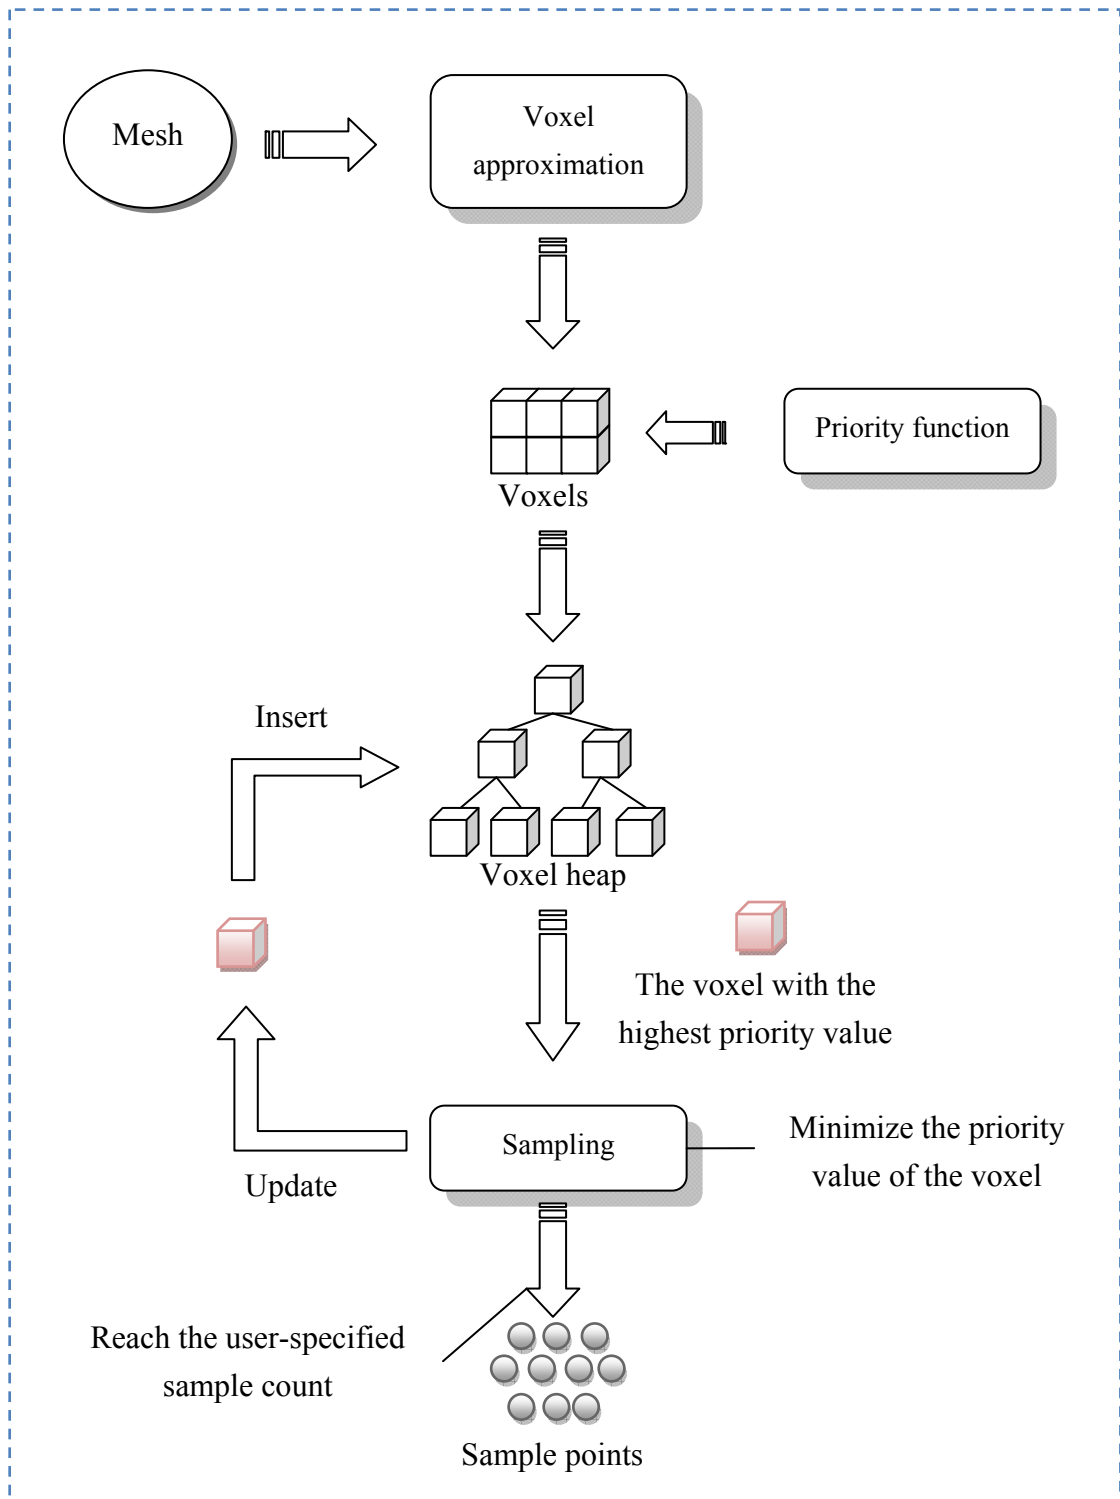 Mesh
Voxel
approximation
Priority function
Voxels
Insert
Voxel heap
The voxel with the
highest priority value
Sampling
Minimize the priority
value of the voxel
Update
Reach the user-specified
sample count
Sample points